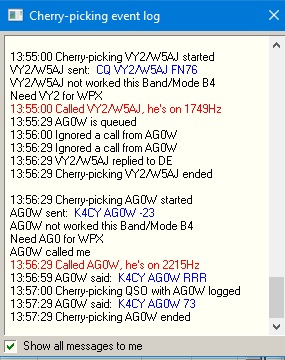 Cherry-picking event log
13:55:00 Cherry-picking VY2/W5AJ started
VY2/W5AJ sent: CQ VY2/W5AJ FN76
VY2/W5AJ not worked this Band/Mode B4
Need VY2 for WPX
13:55:00 Called VY2/W5AJ, he's on 1749Hz
13:55:29 AG0W is queued
13:56:00 Ignored a call from AG0W
13:56:29 Ignored a call from AG0W
13:56:29 VY2/W5AJ replied to DE
13:56:29 Cherry-picking VY2/W5AJ ended
13:56:29 Cherry-picking AG0W started
AG0W sent: K4CY AG0W -23
AG0W not worked this Band/Mode B4
Need AG0 for WPX
AG0W called me
13:56:29 Called AG0W, he's on 2215Hz
13:56:59 AG0W said: K4CY AG0W RRR
13:57:00 Cherry-picking QSO with AG0W logged
13:57:29 AG0W said: K4CY AG0W 73
13:57:29 Cherry-picking AG0W ended
Show all messages to me